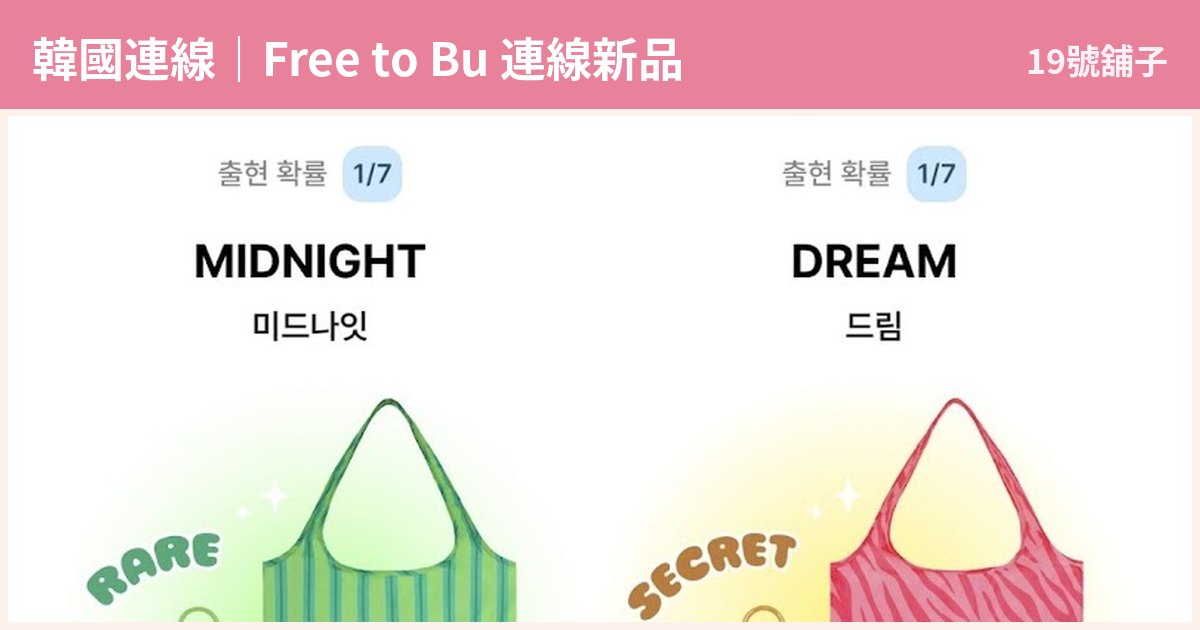 韓國連線｜Free to Bu 連線新品
19號舖子
출현 확률 1/7
MIDNIGHT
미드나잇
RARE
출현 확률 1/7
DREAM
드림
SECRET